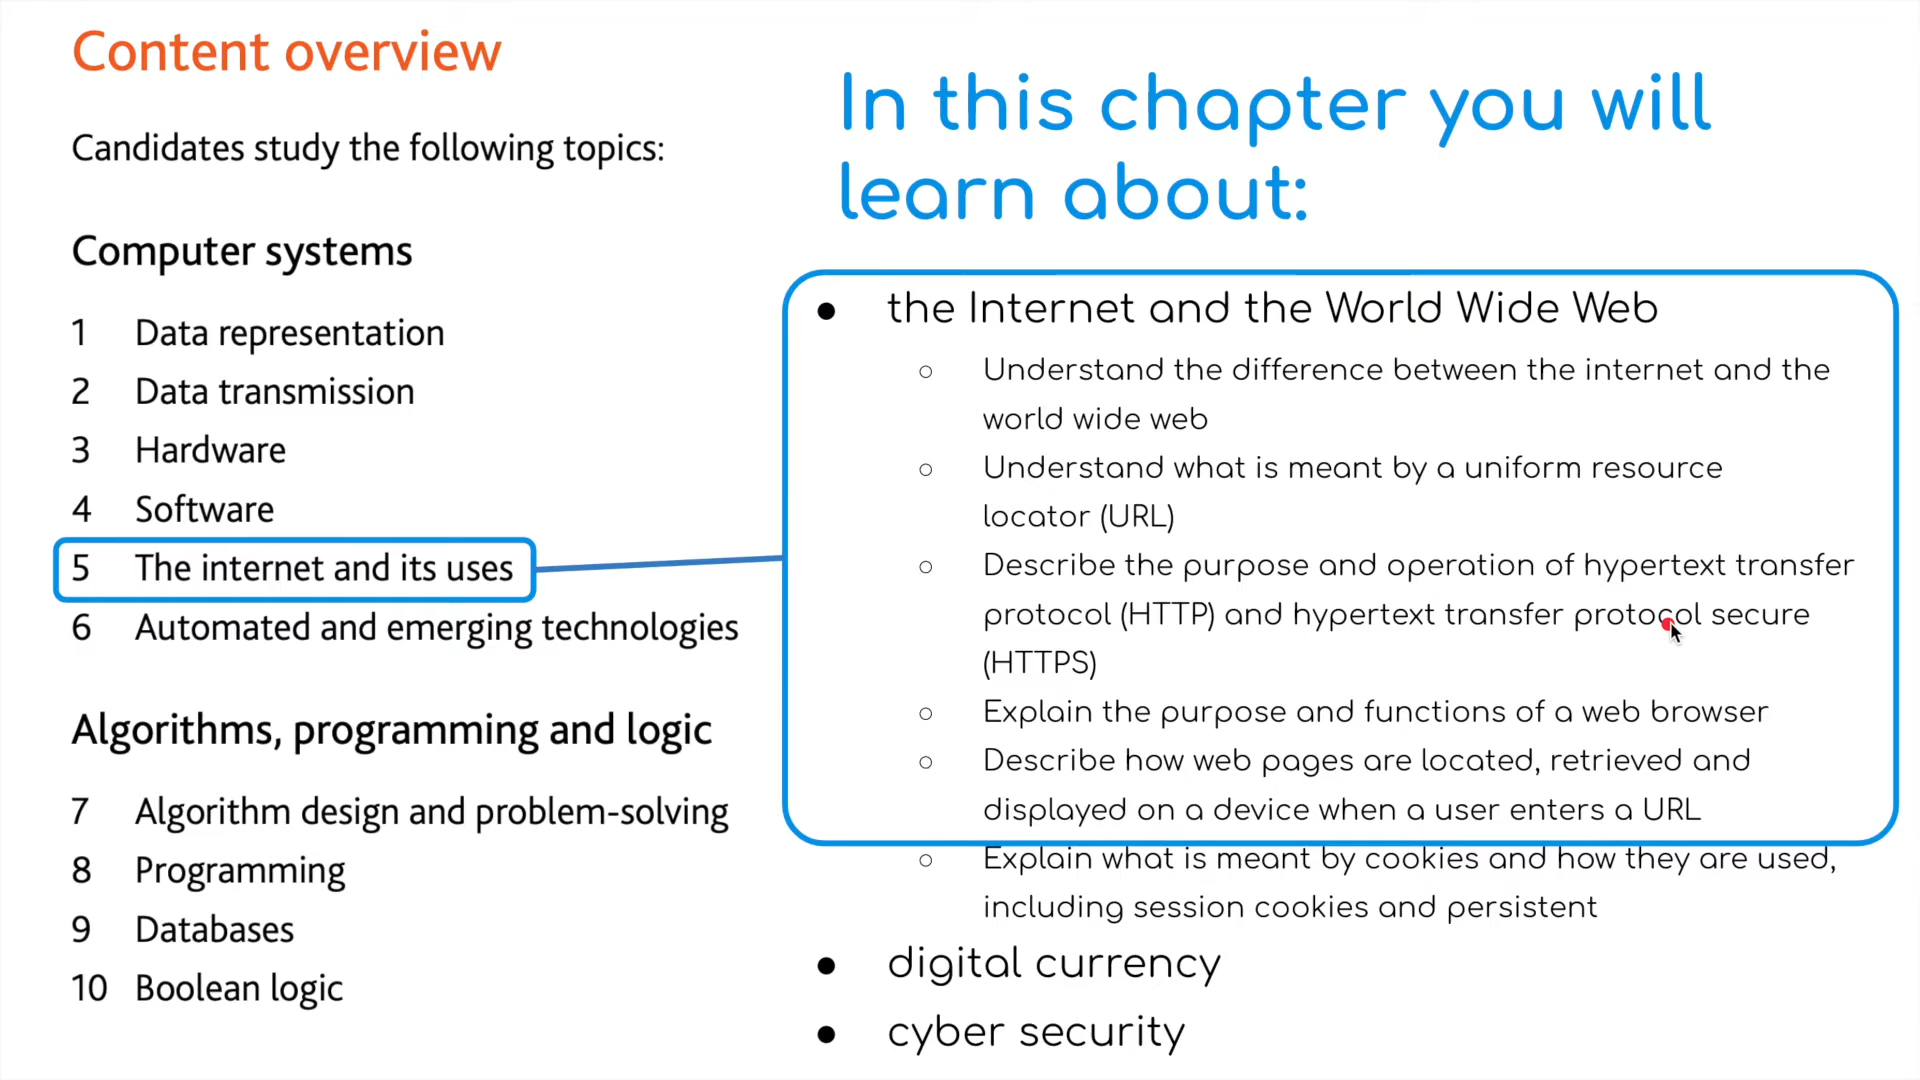 Content overview
Candidates study the following topics:
Computer systems
1 Data representation
2 Data transmission
3 Hardware
4 Software
5 The internet and its uses
6 Automated and emerging technologies
Algorithms, programming and logic
7 Algorithm design and problem-solving
8 Programming
9 Databases
10 Boolean logic
In this chapter you will
learn about:
● the Internet and the World Wide Web
○ Understand the difference between the internet and the
world wide web
○ Understand what is meant by a uniform resource
locator (URL)
○ Describe the purpose and operation of hypertext transfer
protocol (HTTP) and hypertext transfer protocol secure
(HTTPS)
○ Explain the purpose and functions of a web browser
○ Describe how web pages are located, retrieved and
displayed on a device when a user enters a URL
○ Explain what is meant by cookies and how they are used,
including session cookies and persistent
● digital currency
● cyber security